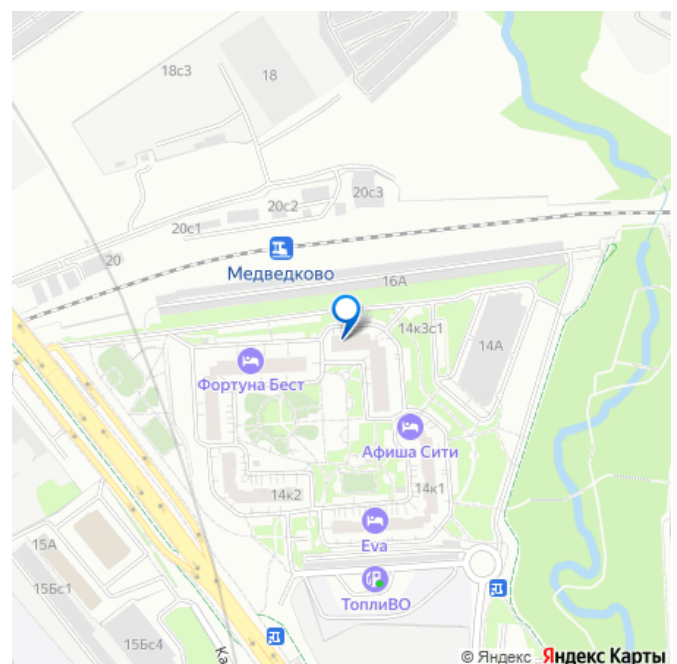 18с3
18
20с3
20с2
20с1
20
Медведково
16А
14к3с1
14А
Фортуна Бест
Афиша Сити
14к2
14к1
Eva
15А
15Бс1
ТоплиВО
15Бс4
Ка
© Яндекс Яндекс Карты